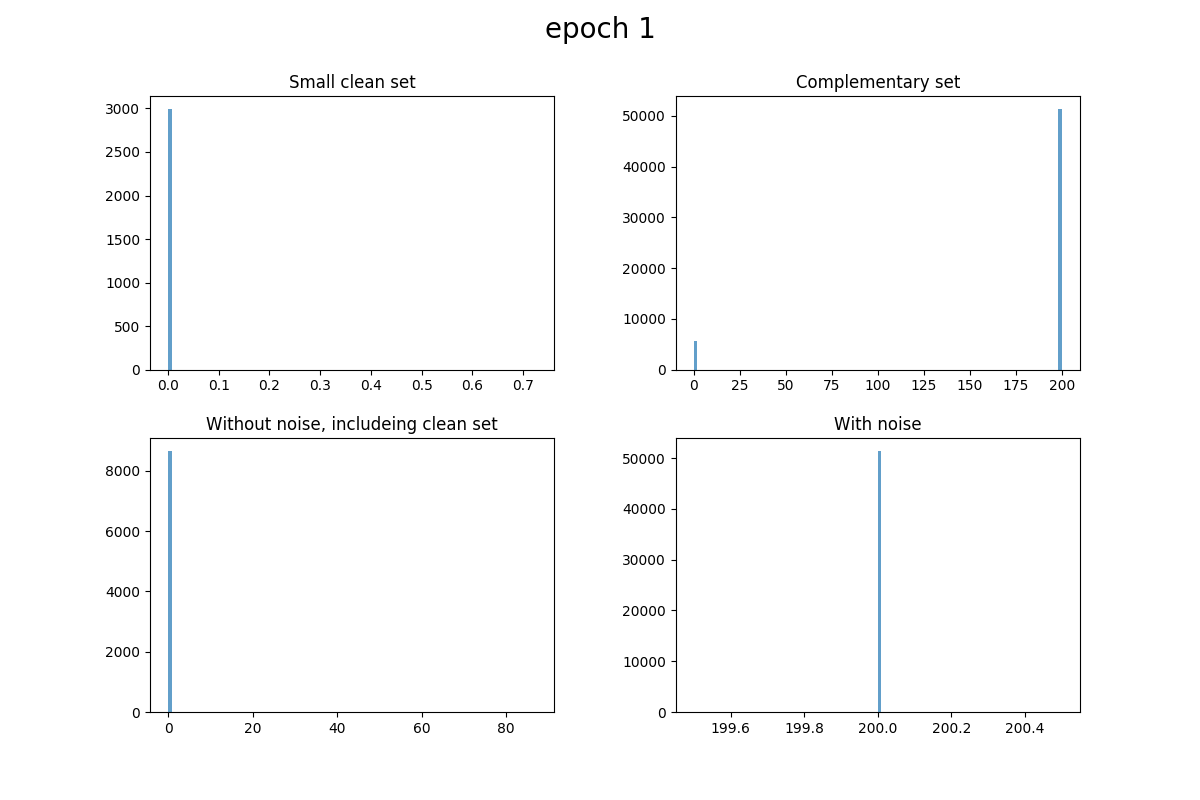 epoch 1
Small clean set
3000
2500
2000
1500
1000
500
0
0.0 0.1 0.2 0.3 0.4 0.5 0.6 0.7
Complementary set
50000
40000
30000
20000
10000
0
0 25 50 75 100 125 150 175 200
Without noise, includeing clean set
8000
6000
4000
2000
0
0 20 40 60 80
With noise
50000
40000
30000
20000
10000
0
199.6 199.8 200.0 200.2 200.4